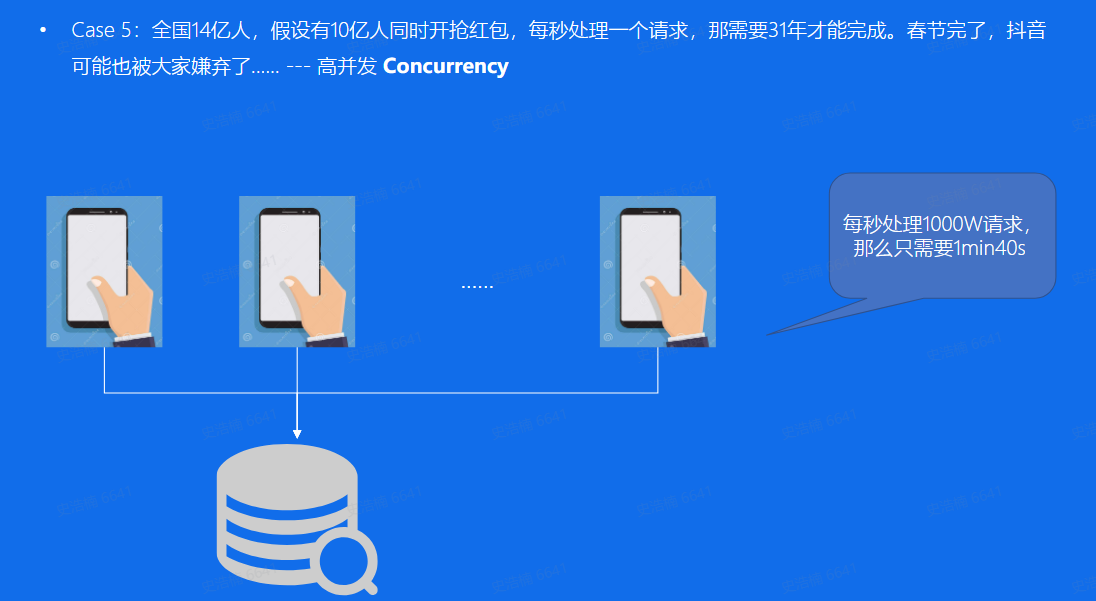 • Case 5：全国14亿人，假设有10亿人同时开抢红包，每秒处理一个请求，那需要31年才能完成。春节完了，抖音
可能也被大家嫌弃了...... --- 高并发 Concurrency
每秒处理1000W请求，
那么只需要1min40s
......